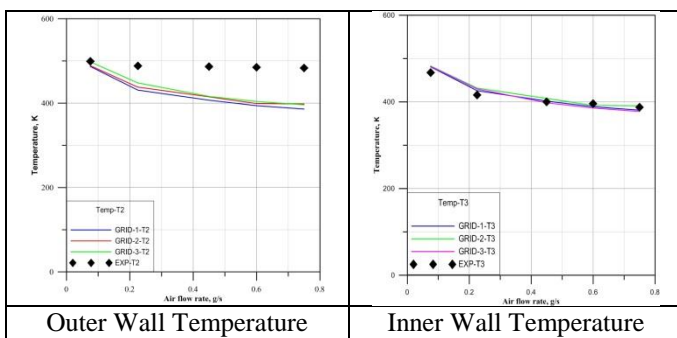 600
400
200
0
Temperature, K
Temp-T2
GRID-1-T2
GRID-2-T2
GRID-3-T2
EXP-T2
0
0.2
0.4
0.6
0.8
Air flow rate, g/s
Outer Wall Temperature
600
400
200
0
Temperature, K
Temp-T3
GRID-1-T3
GRID-2-T3
GRID-3-T3
EXP-T3
0
0.2
0.4
0.6
0.8
Air flow rate, g/s
Inner Wall Temperature